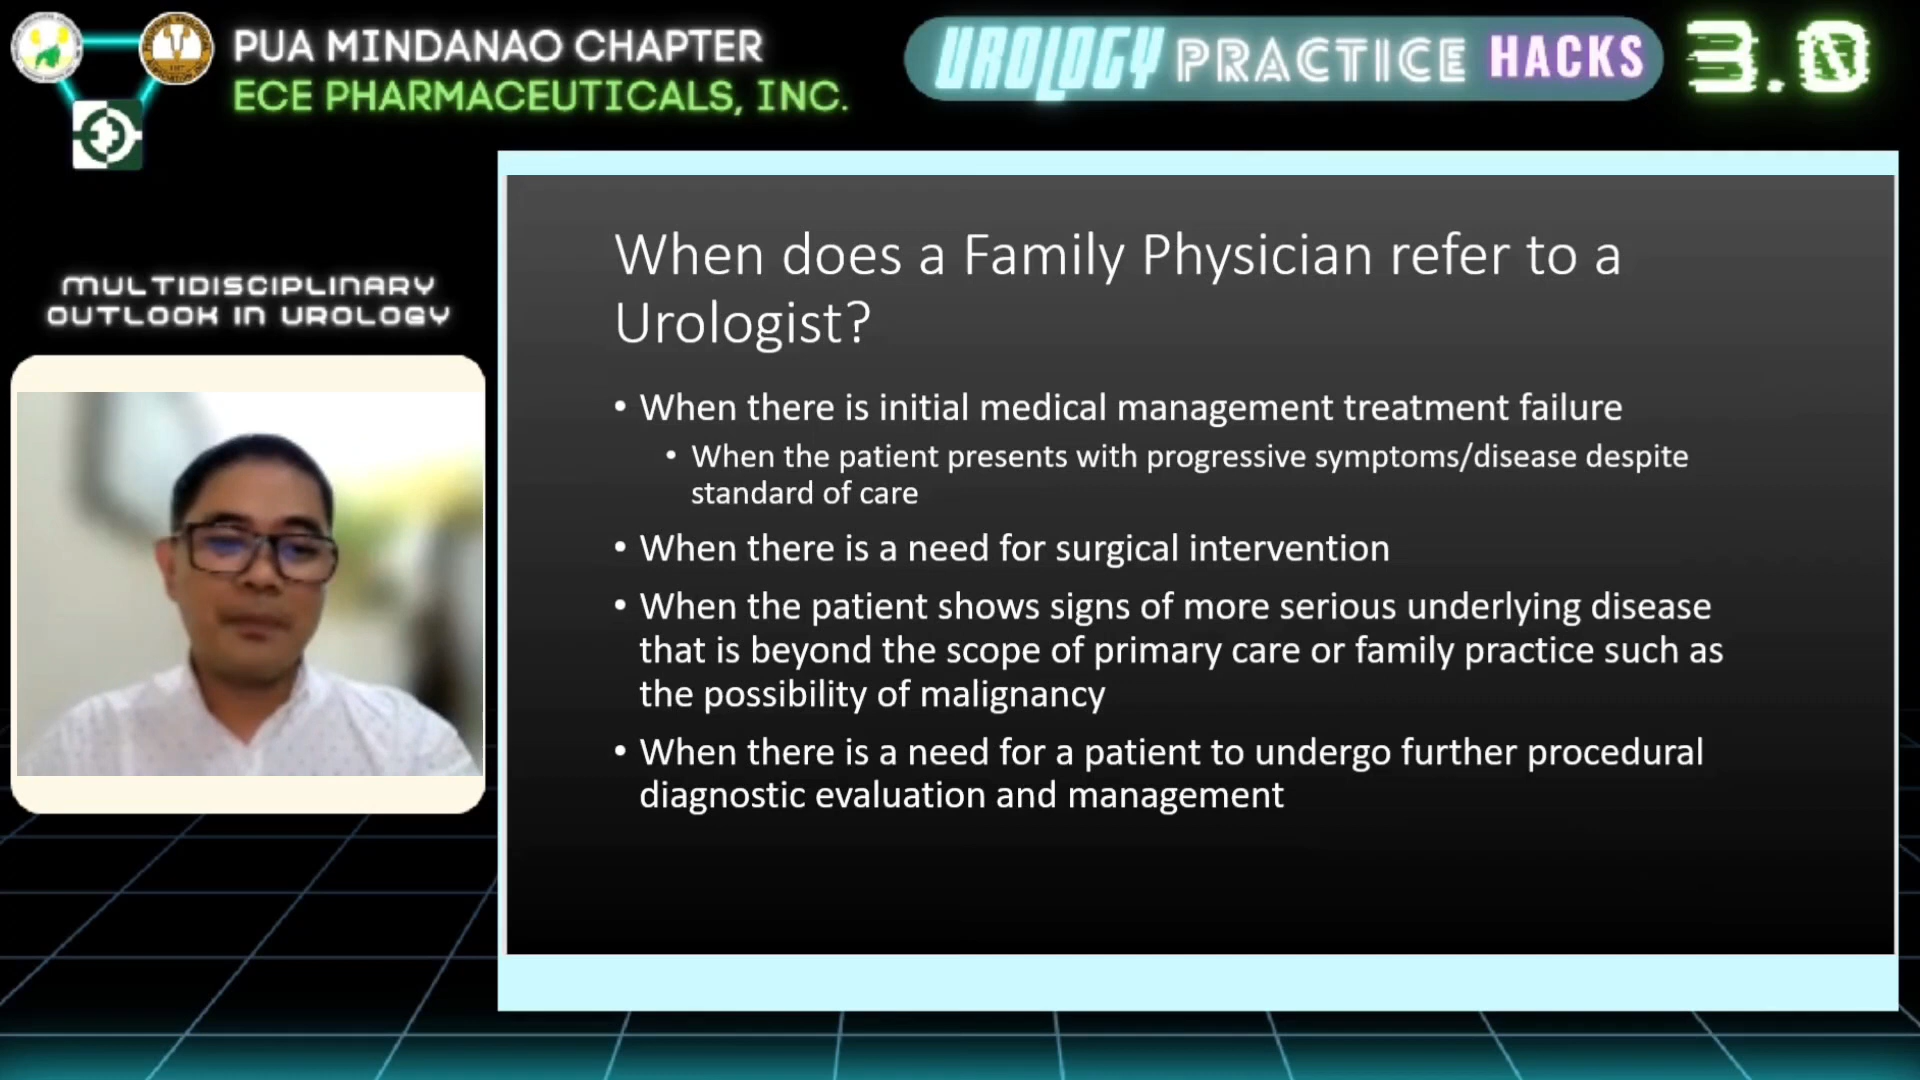 PUA MINDANAO CHAPTER
ECE PHARMACEUTICALS, INC.
UROLOGY PRACTICE HACKS 3.0
MULTIDISCIPLINARY
OUTLOOK IN UROLOGY
When does a Family Physician refer to a
Urologist?
• When there is initial medical management treatment failure
• When the patient presents with progressive symptoms/disease despite
standard of care
• When there is a need for surgical intervention
• When the patient shows signs of more serious underlying disease
that is beyond the scope of primary care or family practice such as
the possibility of malignancy
• When there is a need for a patient to undergo further procedural
diagnostic evaluation and management